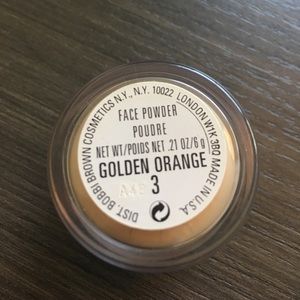 FACE POWDER
POUDRE
NET WT/POIDS NET .21 OZ/6 g
GOLDEN ORANGE
3
DIST. BOBBI BROWN COSMETICS N.Y., N.Y. 10022 LONDON W1K 3BQ MADE IN U.S.A.